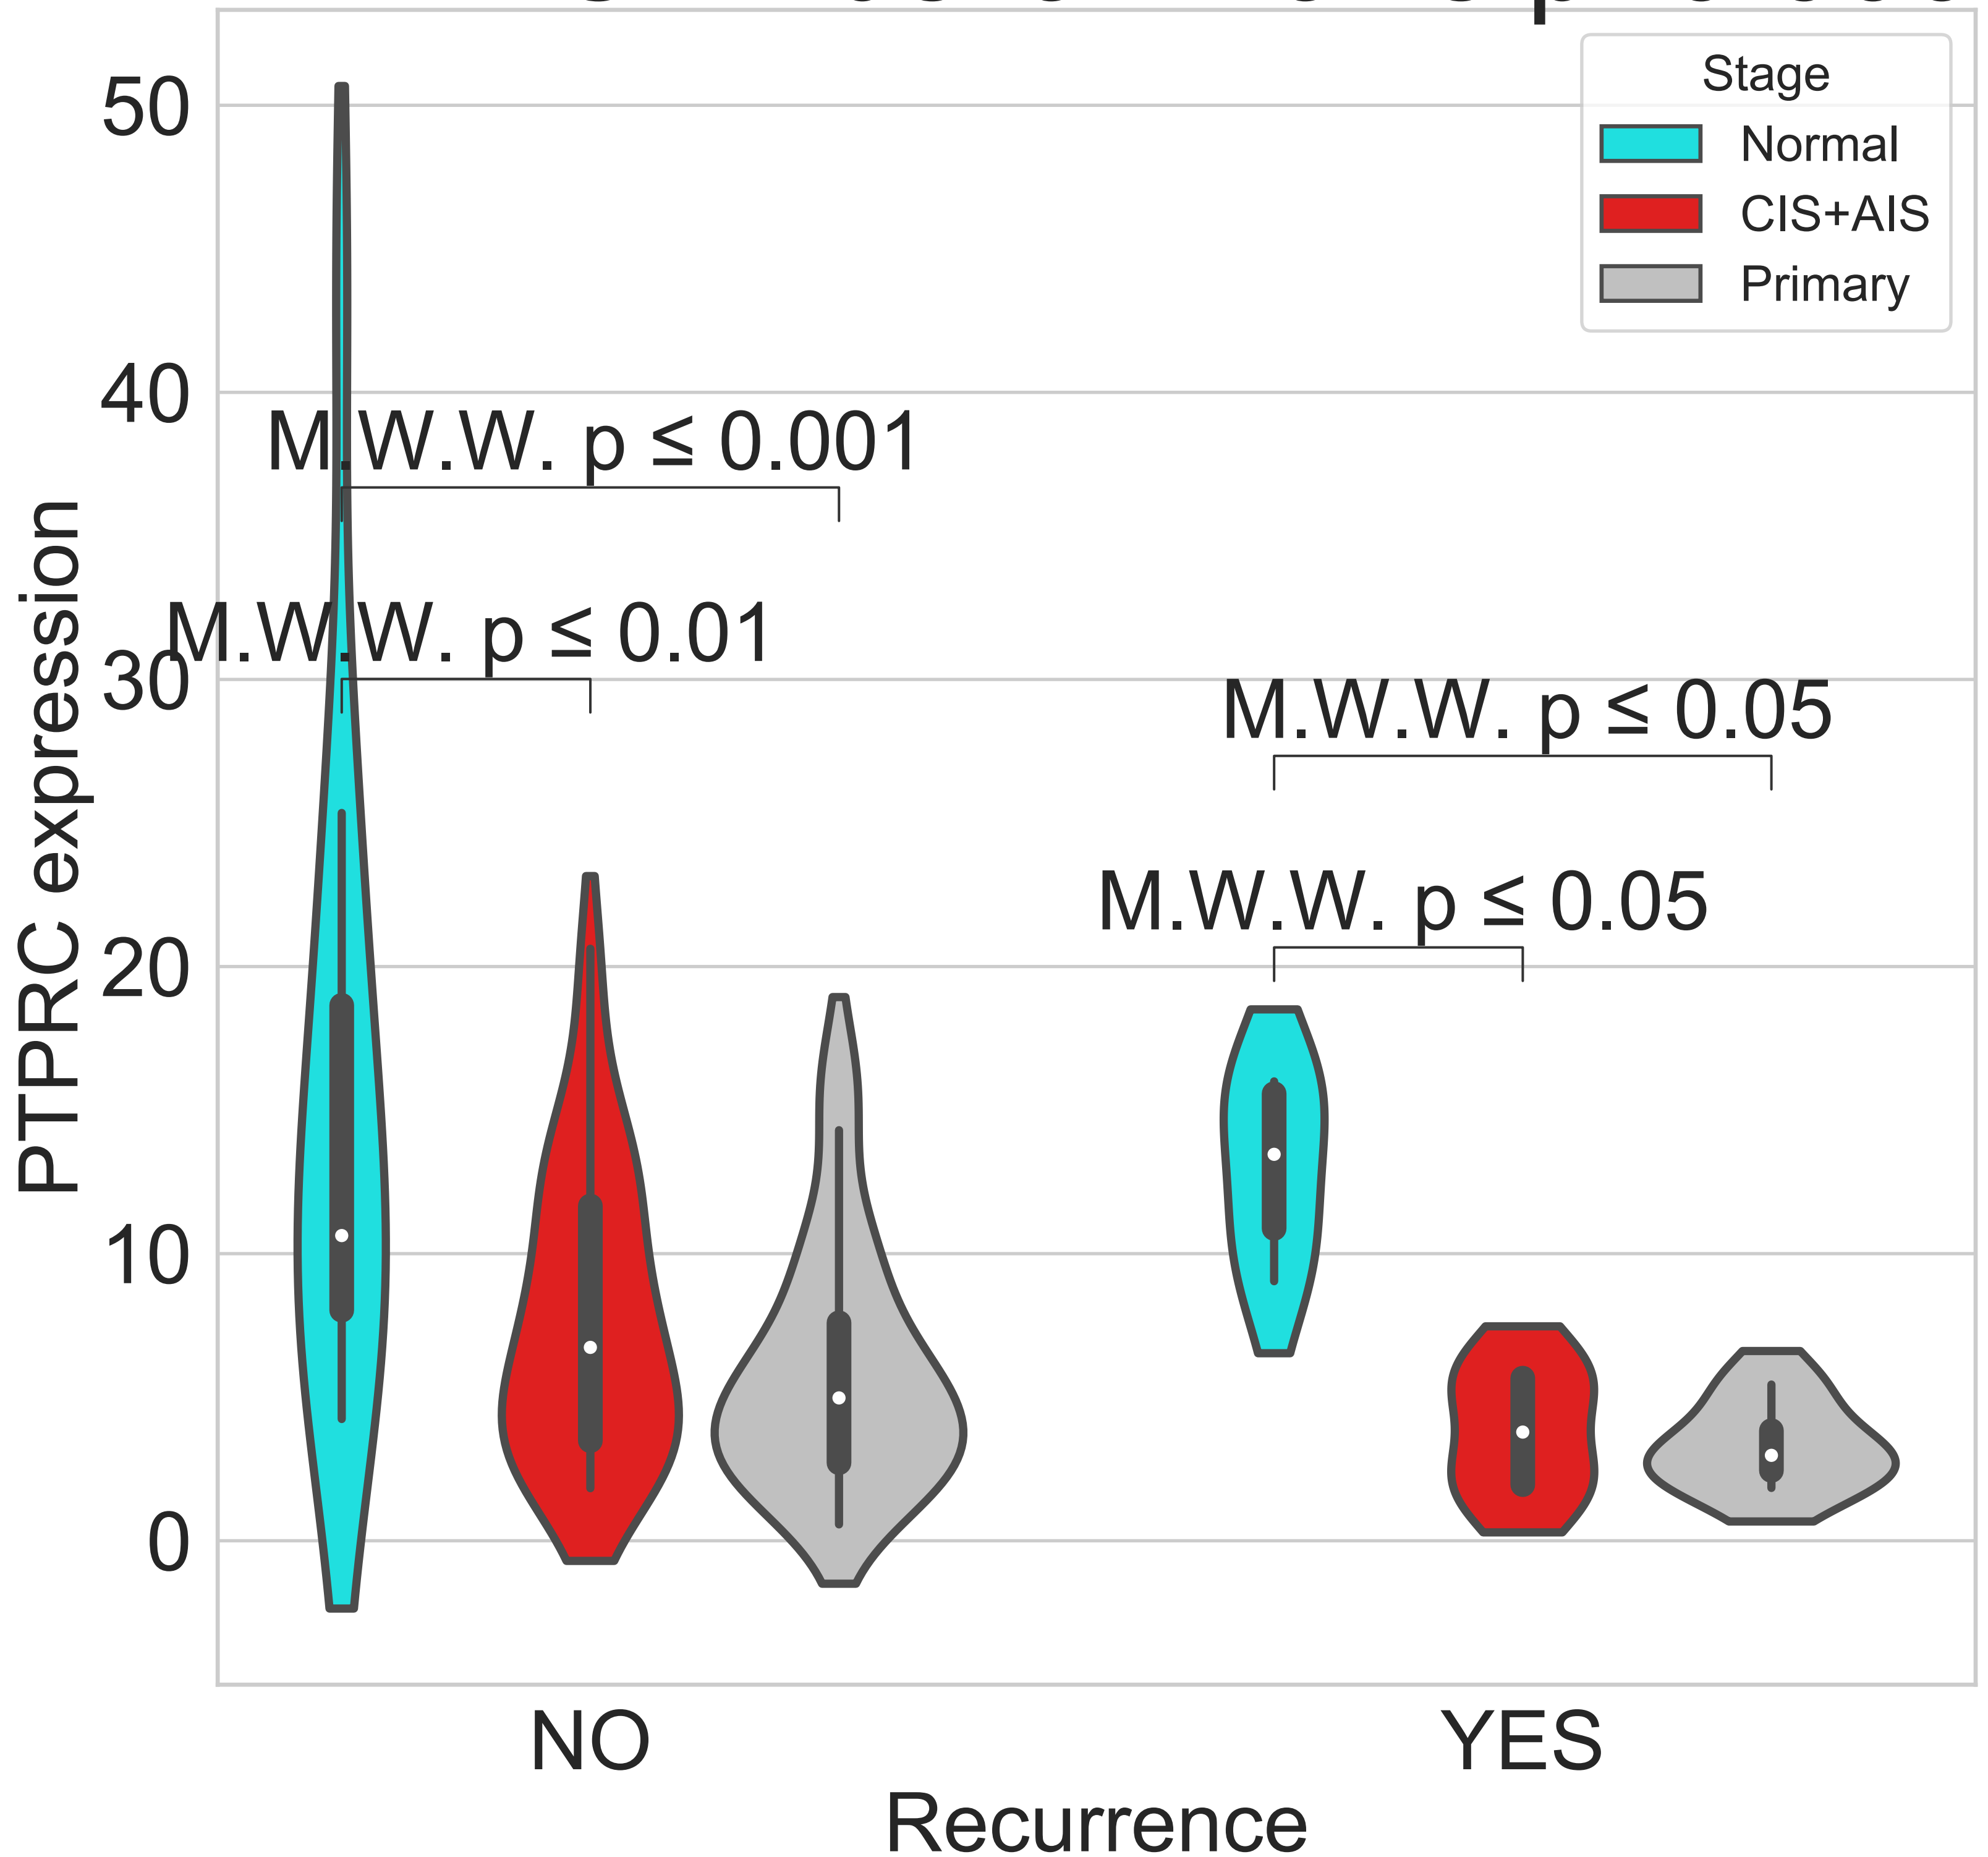 Stage
Normal
CIS+AIS
Primary
50
40
30
20
10
0
PTPRC expression
M.W.W. p ≤ 0.001
M.W.W. p ≤ 0.01
M.W.W. p ≤ 0.05
M.W.W. p ≤ 0.05
NO
YES
Recurrence